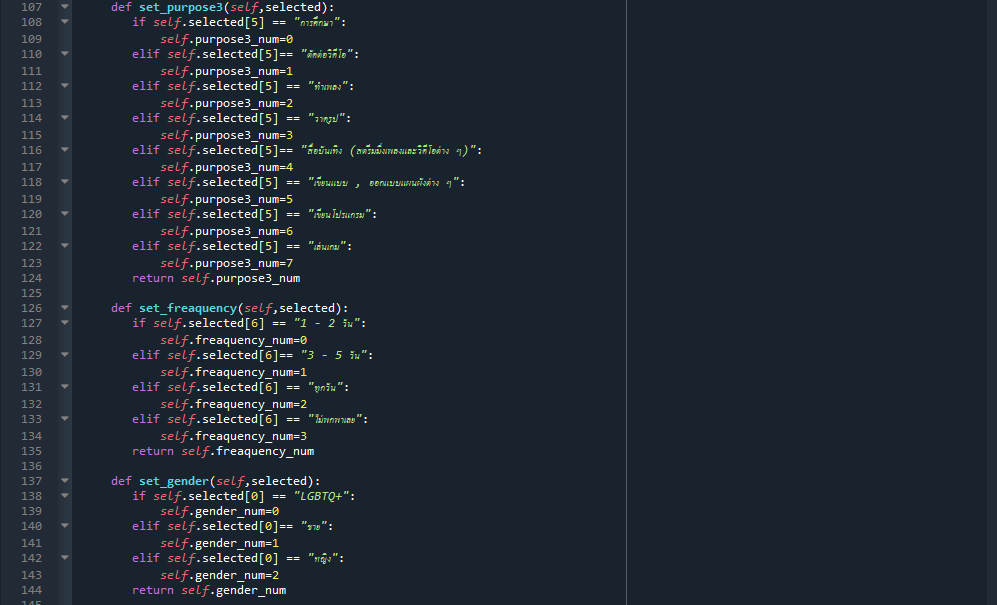 107 def set_purpose3(self,selected):
108 if self.selected[5] == "การศึกษา":
109 self.purpose3_num=0
110 elif self.selected[5]== "ตัดต่อวิดีโอ":
111 self.purpose3_num=1
112 elif self.selected[5] == "ทำเพลง":
113 self.purpose3_num=2
114 elif self.selected[5] == "วาดรูป":
115 self.purpose3_num=3
116 elif self.selected[5]== "สื่อบันเทิง (สตรีมมิ่งเพลงและวิดีโอต่าง ๆ)":
117 self.purpose3_num=4
118 elif self.selected[5] == "เขียนแบบ , ออกแบบแผนผังต่าง ๆ":
119 self.purpose3_num=5
120 elif self.selected[5] == "เขียนโปรแกรม":
121 self.purpose3_num=6
122 elif self.selected[5] == "เล่นเกม":
123 self.purpose3_num=7
124 return self.purpose3_num
125
126 def set_freaquency(self,selected):
127 if self.selected[6] == "1 - 2 วัน":
128 self.freaquency_num=0
129 elif self.selected[6]== "3 - 5 วัน":
130 self.freaquency_num=1
131 elif self.selected[6] == "ทุกวัน":
132 self.freaquency_num=2
133 elif self.selected[6] == "ไม่พกพาเลย":
134 self.freaquency_num=3
135 return self.freaquency_num
136
137 def set_gender(self,selected):
138 if self.selected[0] == "LGBTQ+":
139 self.gender_num=0
140 elif self.selected[0]== "ชาย":
141 self.gender_num=1
142 elif self.selected[0] == "หญิง":
143 self.gender_num=2
144 return self.gender_num
145